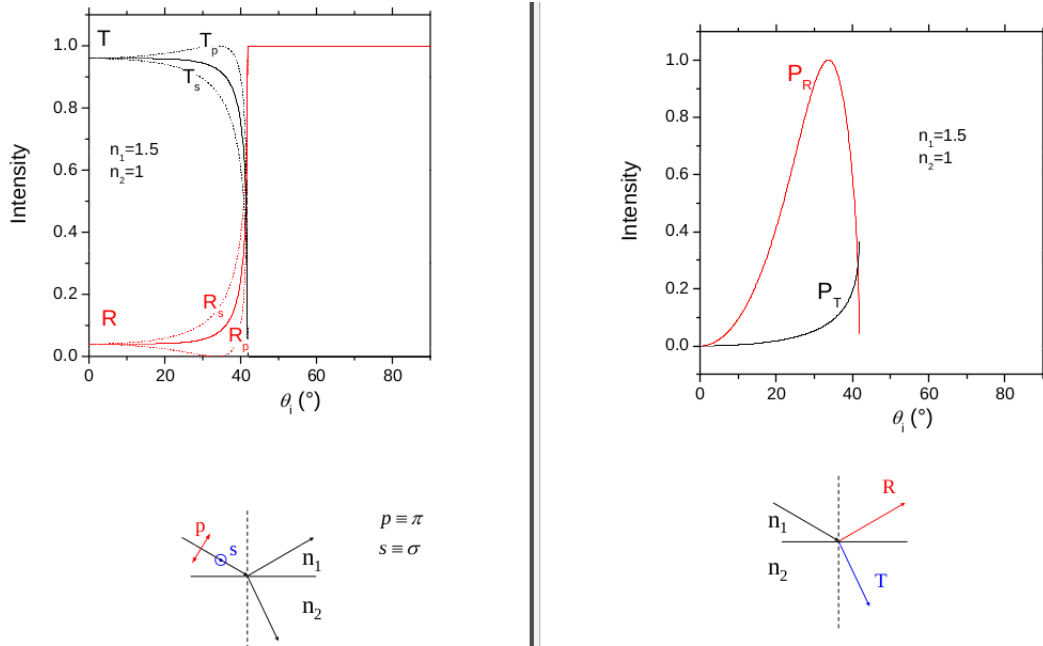 T
T_p
T_s
n_1=1.5
n_2=1
R_s
R
R_p
Intensity
1.0
0.8
0.6
0.4
0.2
0.0
0 20 40 60 80
θ_i (°)
p
s
n_1
n_2
p ≡ π
s ≡ σ
P_R
n_1=1.5
n_2=1
P_T
Intensity
1.0
0.8
0.6
0.4
0.2
0.0
0 20 40 60 80
θ_i (°)
R
n_1
n_2
T